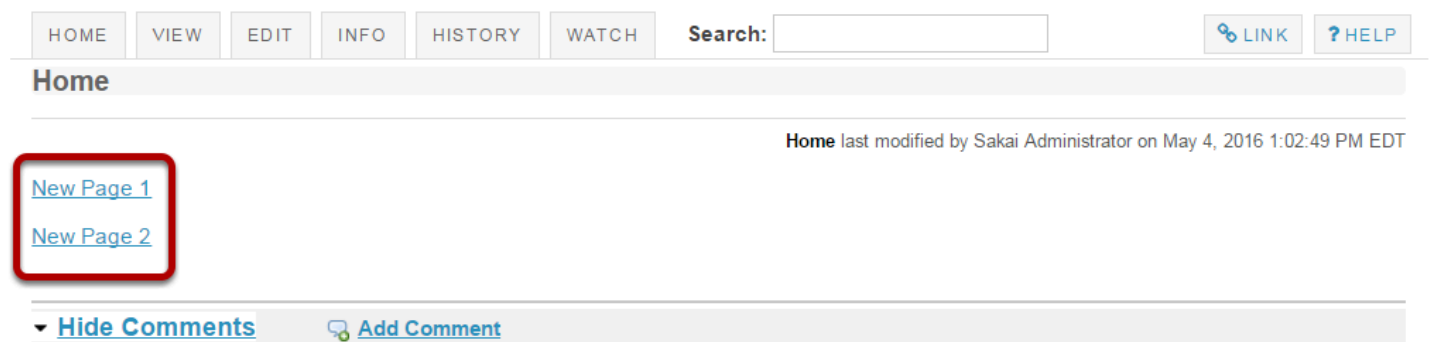 HOME VIEW EDIT INFO HISTORY WATCH Search: LINK ? HELP
Home
Home last modified by Sakai Administrator on May 4, 2016 1:02:49 PM EDT
New Page 1
New Page 2
Hide Comments Add Comment